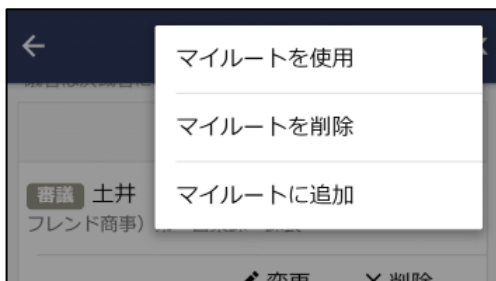 マイルートを使用
マイルートを削除
マイルートに追加
審議 土井
フレンド商事）
変更 削除